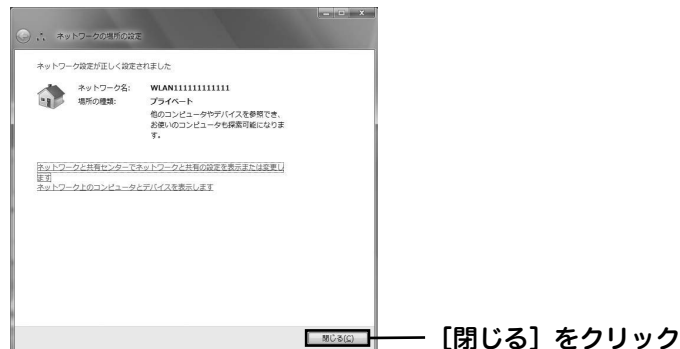 ネットワークの場所の設定
ネットワーク設定が正しく設定されました
ネットワーク名: WLAN111111111111
場所の種類: プライベート
他のコンピュータやデバイスを参照でき、
お使いのコンピュータも探索可能になりま
す。
ネットワークと共有センターでネットワークと共有の設定を表示または変更し
ます
ネットワーク上のコンピュータとデバイスを表示します
閉じる(C)
［閉じる］をクリック